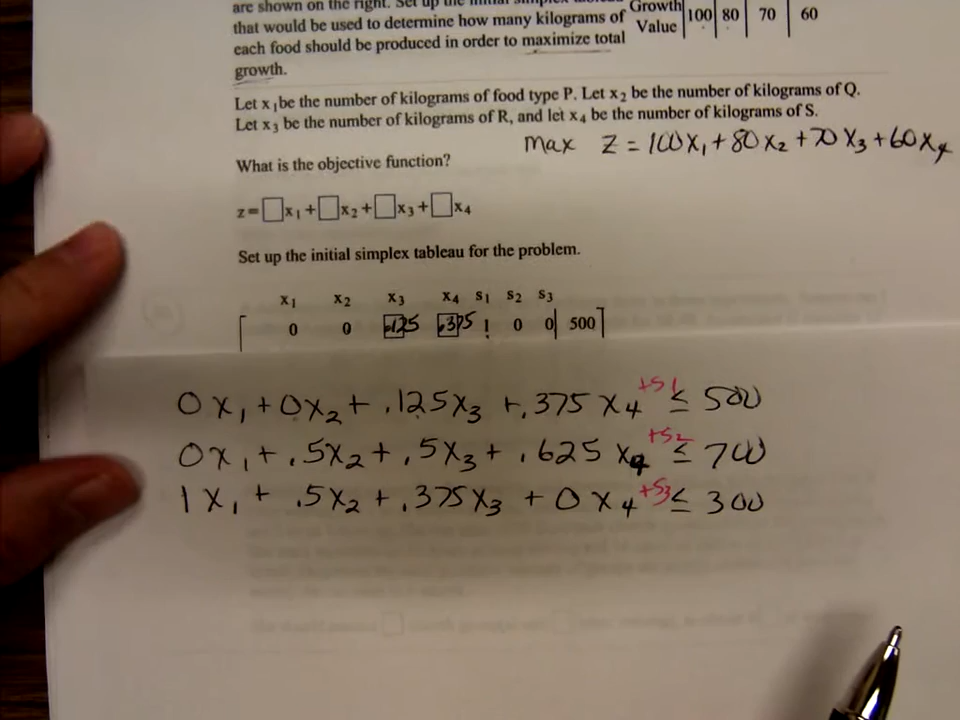 are shown on the right. Set up the initial simplex tableau Growth
that would be used to determine how many kilograms of Value 100 80 70 60
each food should be produced in order to maximize total
growth.
Let x₁ be the number of kilograms of food type P. Let x₂ be the number of kilograms of Q.
Let x₃ be the number of kilograms of R, and let x₄ be the number of kilograms of S.
max z = 100x₁ + 80x₂ + 70x₃ + 60x₄
What is the objective function?
z = □x₁ + □x₂ + □x₃ + □x₄
Set up the initial simplex tableau for the problem.
x₁ x₂ x₃ x₄ s₁ s₂ s₃
0 0 .125 .375 1 0 0 500
0x₁ + 0x₂ + .125x₃ + .375x₄ +s₁ ≤ 500
0x₁ + .5x₂ + .5x₃ + .625x₄ +s₂ ≤ 700
1x₁ + .5x₂ + .375x₃ + 0x₄ +s₃ ≤ 300